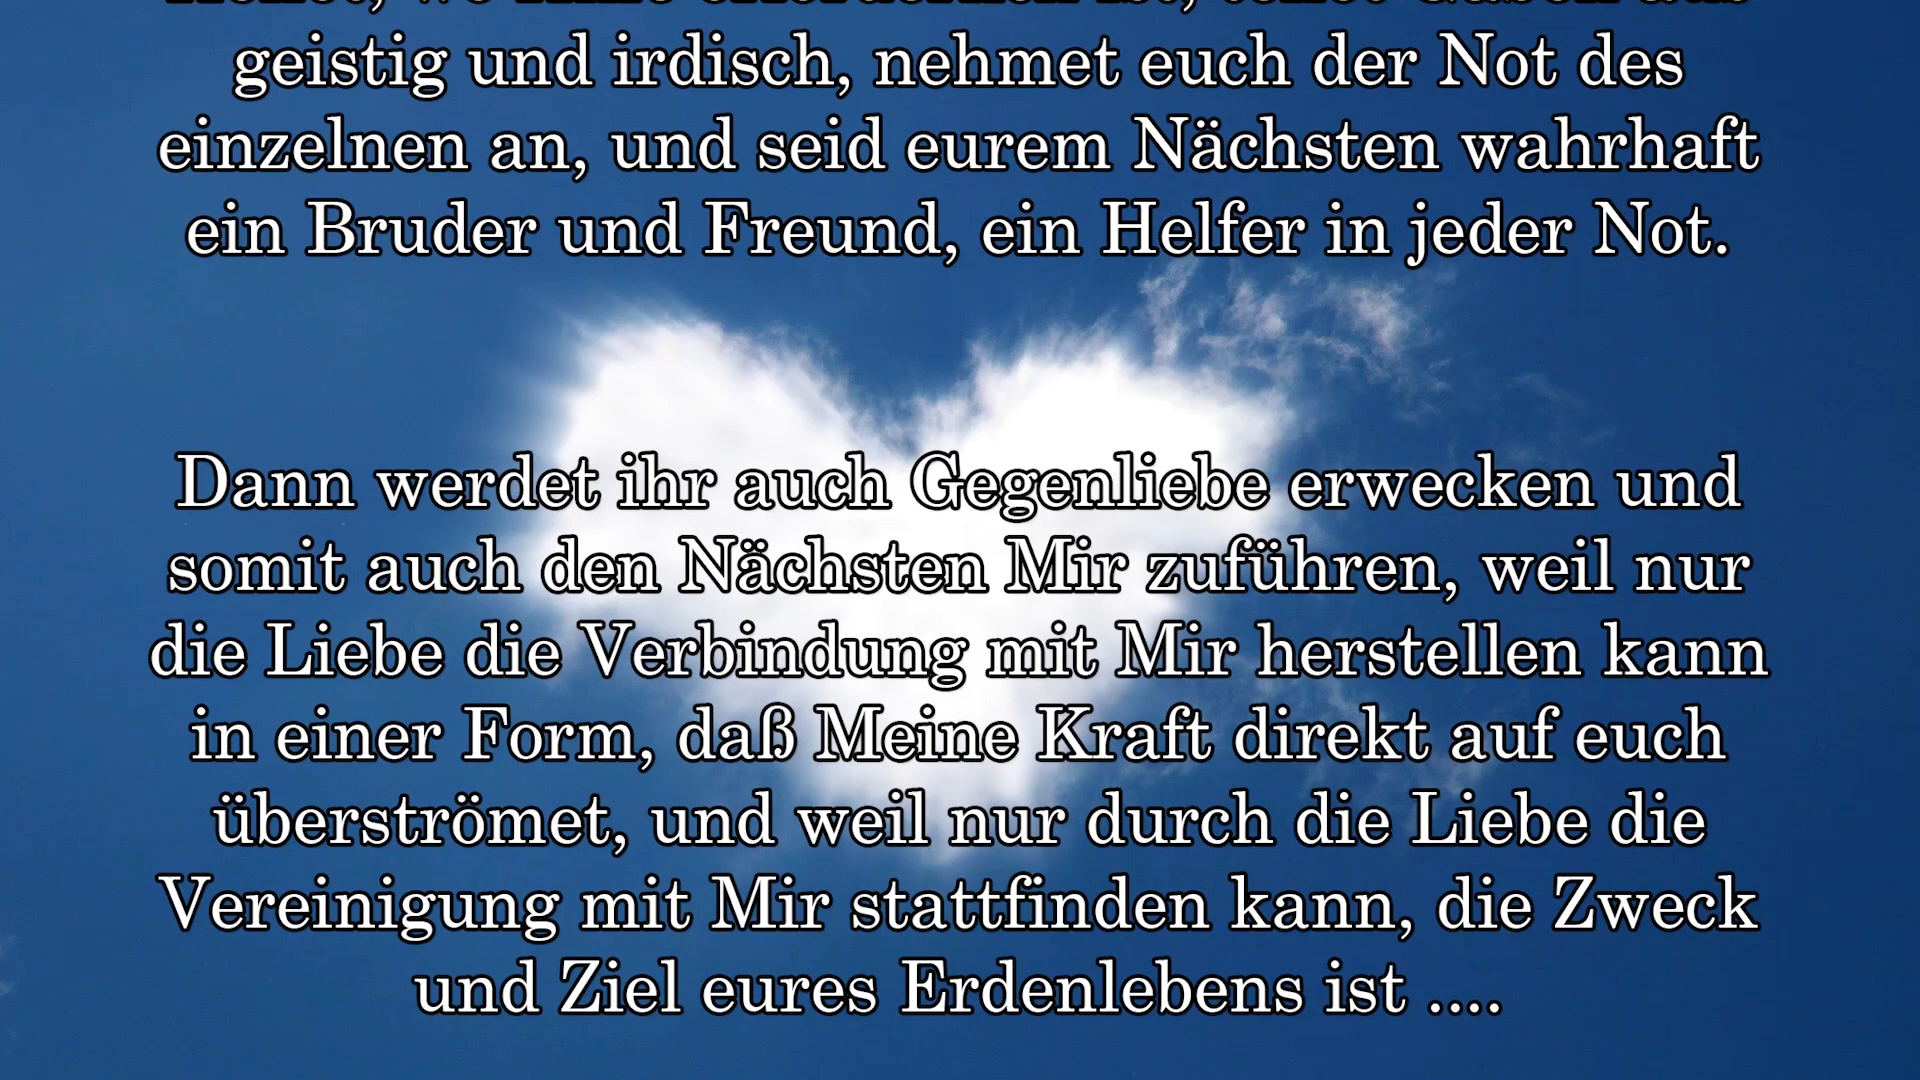 geistig und irdisch, nehmet euch der Not des
einzelnen an, und seid eurem Nächsten wahrhaft
ein Bruder und Freund, ein Helfer in jeder Not.
Dann werdet ihr auch Gegenliebe erwecken und
somit auch den Nächsten Mir zuführen, weil nur
die Liebe die Verbindung mit Mir herstellen kann
in einer Form, daß Meine Kraft direkt auf euch
überströmet, und weil nur durch die Liebe die
Vereinigung mit Mir stattfinden kann, die Zweck
und Ziel eures Erdenlebens ist ....